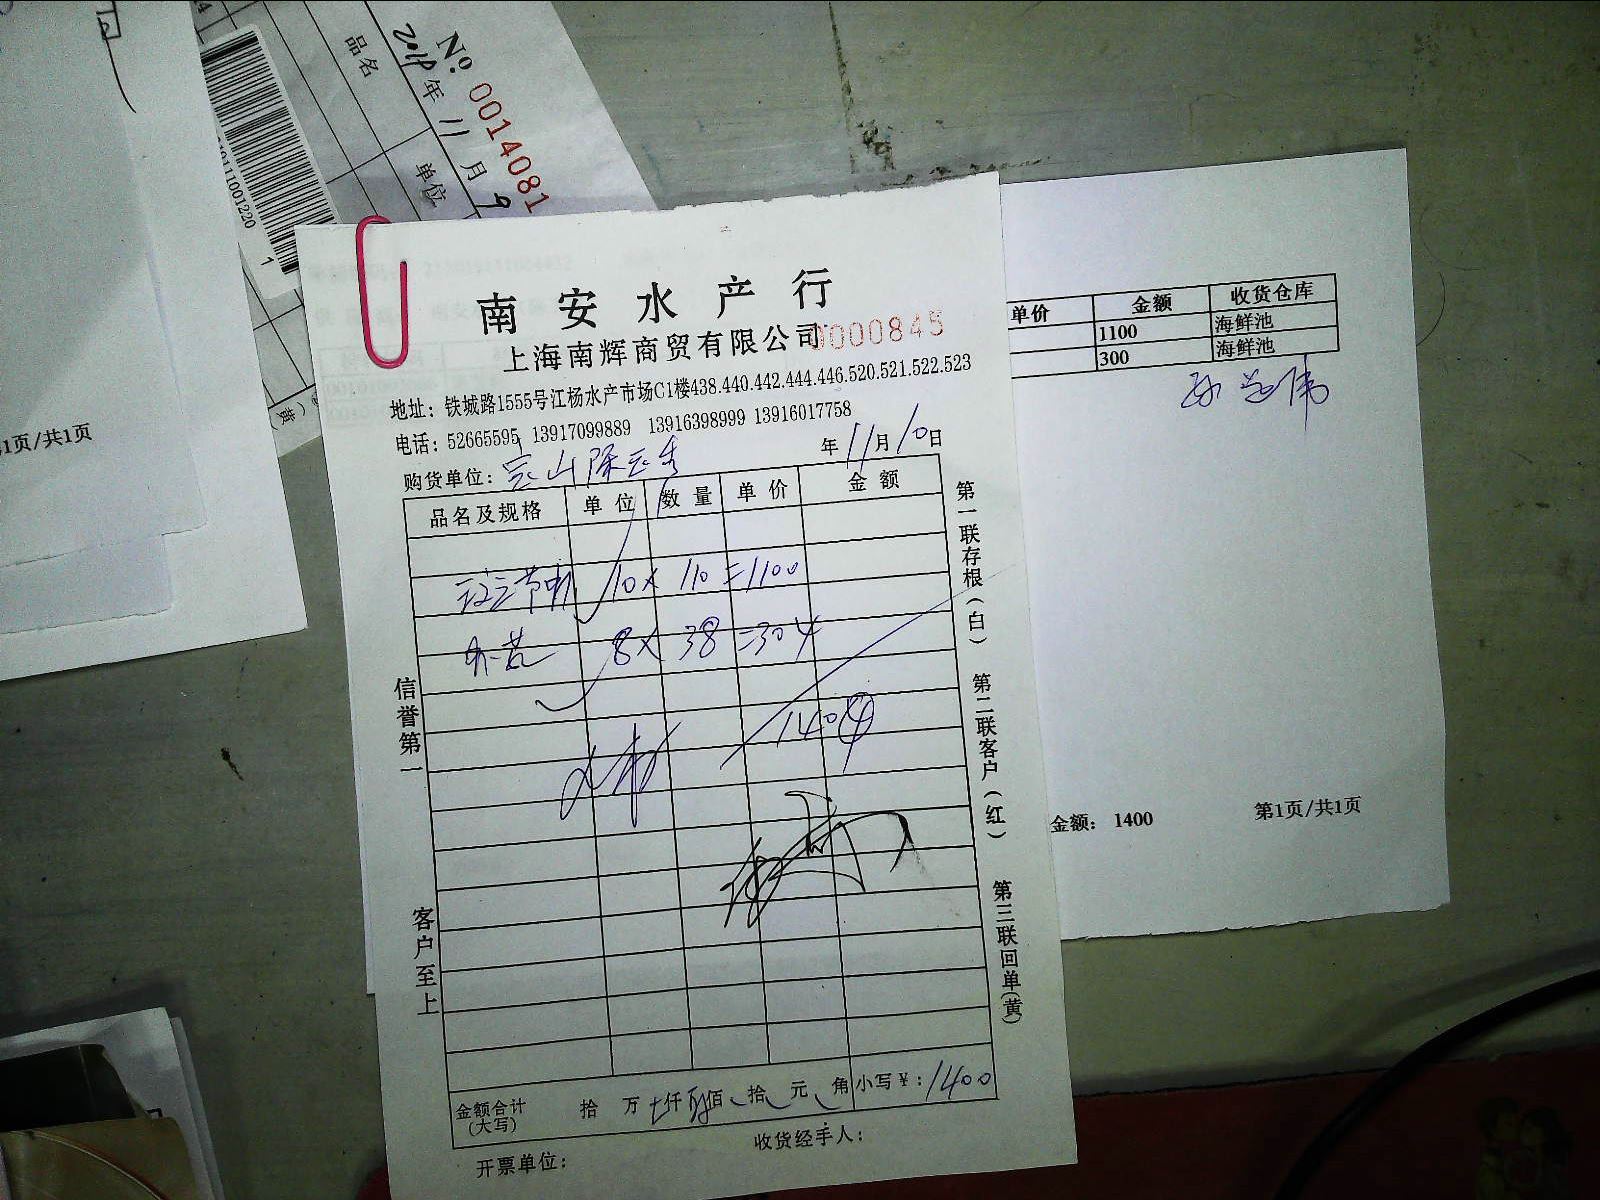 No: 0014081
年 11 月 9
品名
单位
010111001220
1
(黄)
1页/共1页
南安水产行
上海南辉商贸有限公司
0000845
地址：铁城路1555号江杨水产市场C1楼438.440.442.444.446.520.521.522.523
电话：52665595 13917099889 13916398999 13916017758
购货单位：宝山
年 11 月 10 日
品名及规格 单位 数量 单价 金额
10× 110 =1100
8× 38 =304
1404
信誉第一
客户至上
第一联存根(白)
第二联客户(红)
第三联回单(黄)
金额合计(大写) 拾 万 仟 佰 拾 元 角 小写￥：1400
收货经手人：
开票单位：
单价 金额 收货仓库
1100 海鲜池
300 海鲜池
金额： 1400
第1页/共1页